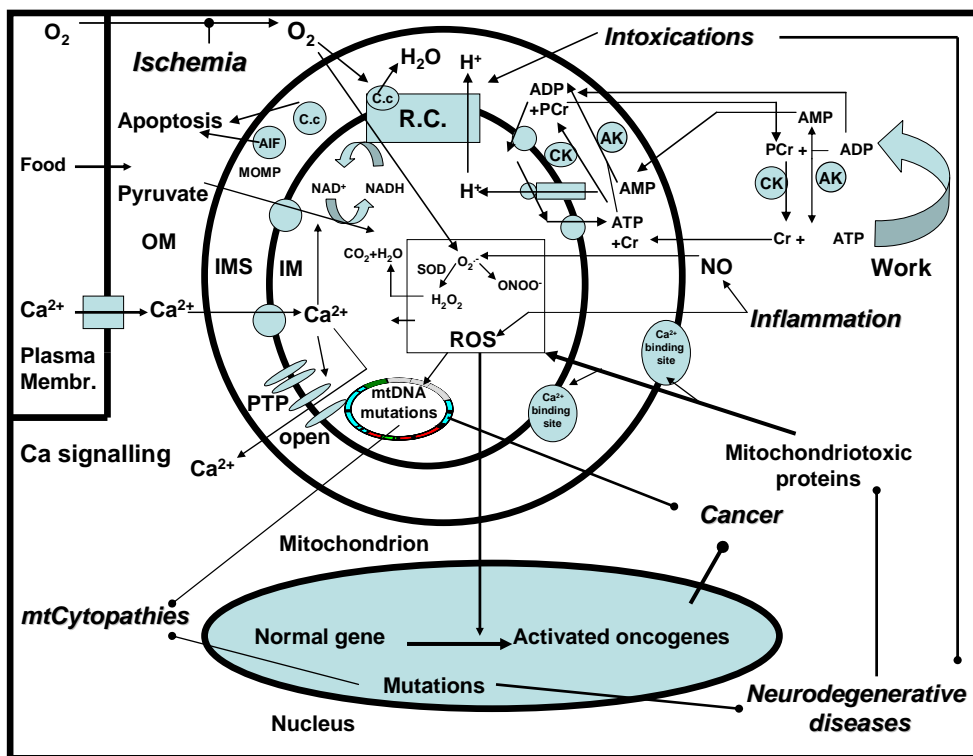 O₂
O₂
Ischemia
Intoxications
H₂O
H⁺
C.c
R.C.
ADP
+PCr
Apoptosis
C.c
AIF
MOMP
CK
AK
AMP
AMP
PCr +
ADP
CK
AK
Food
Pyruvate
NAD⁺
NADH
H⁺
ATP
+Cr
Cr +
ATP
Work
OM
IMS
IM
CO₂+H₂O
SOD
O₂·-
ONOO⁻
H₂O₂
NO
ROS
Inflammation
Ca²⁺
Ca²⁺
Ca²⁺
Plasma
Membr.
Ca²⁺
binding
site
Ca²⁺
binding
site
PTP
open
mtDNA
mutations
Ca signalling
Ca²⁺
Mitochondriotoxic
proteins
Cancer
Mitochondrion
mtCytopathies
Normal gene
Activated oncogenes
Mutations
Nucleus
Neurodegenerative
diseases